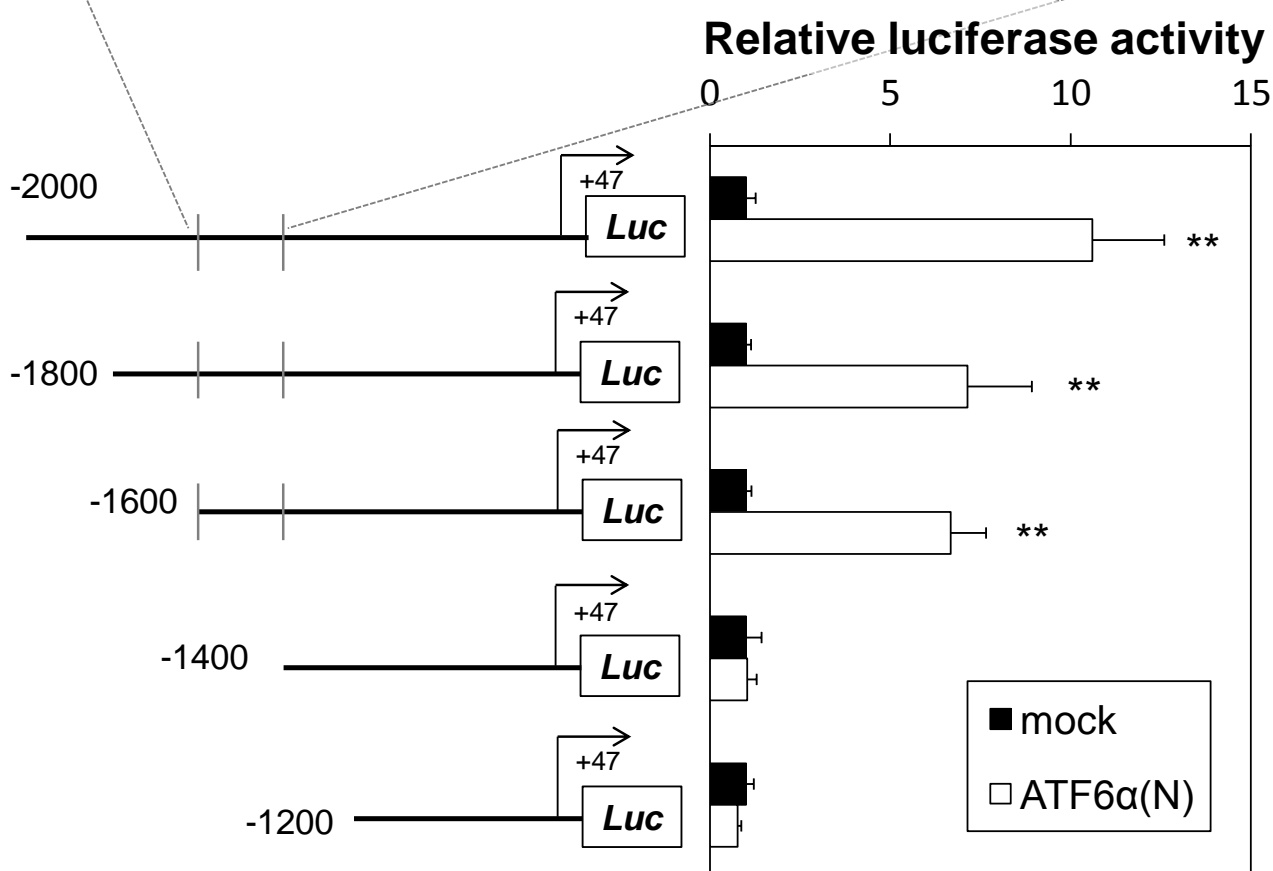 Relative luciferase activity
0 5 10 15
-2000
+47
Luc
**
-1800
+47
Luc
**
-1600
+47
Luc
**
-1400
+47
Luc
-1200
+47
Luc
mock
ATF6α(N)